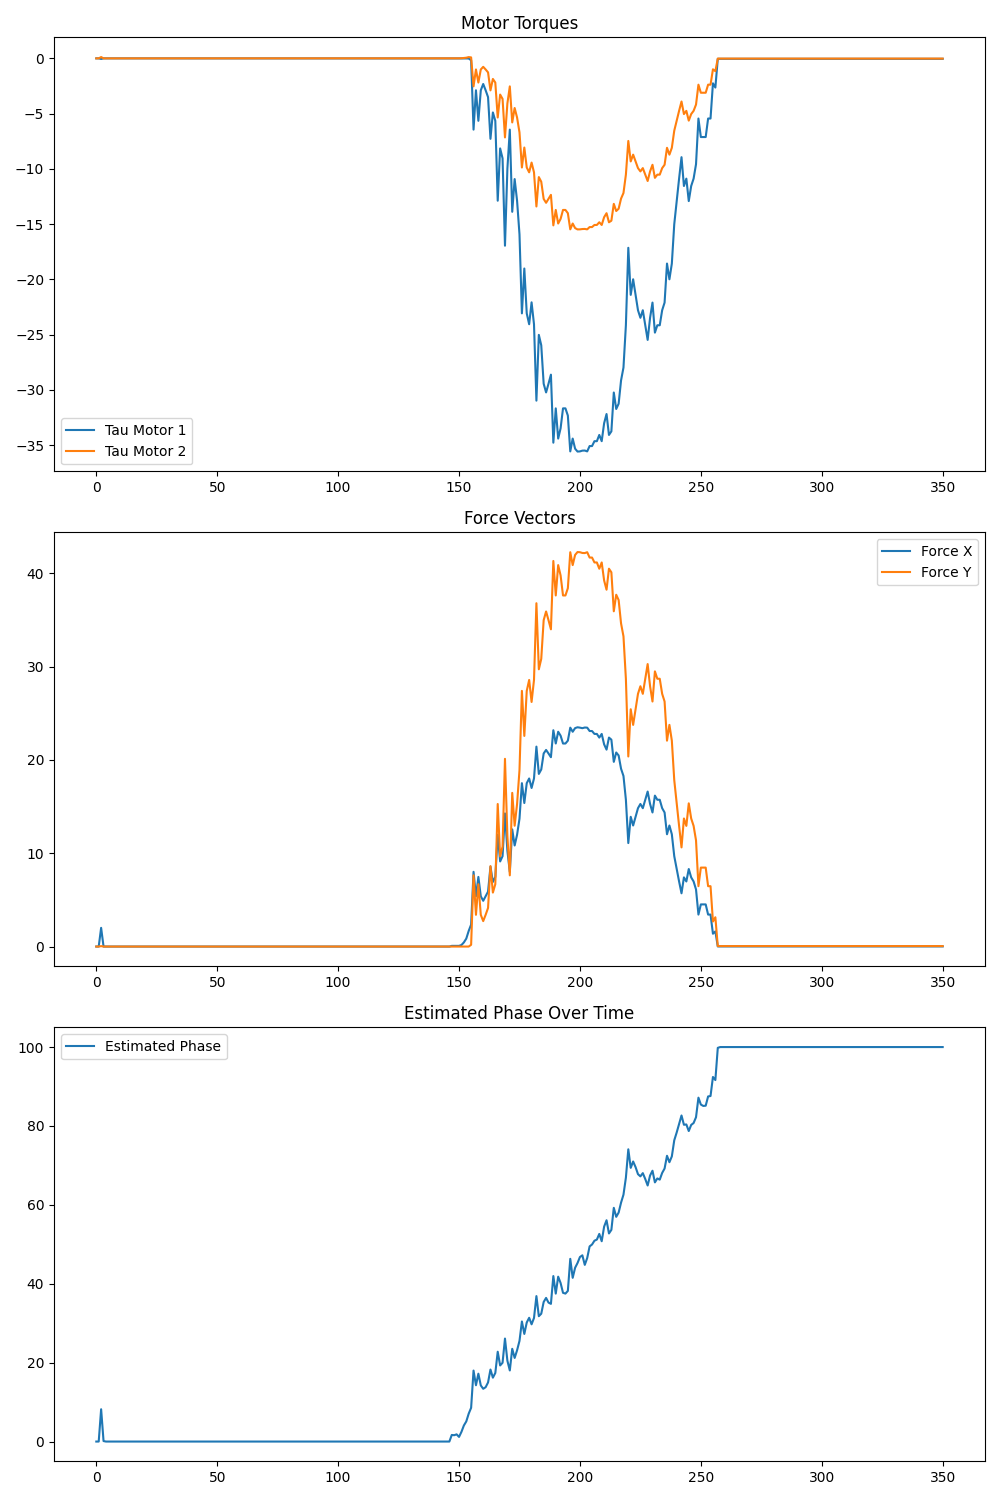 Motor Torques
0
−5
−10
−15
−20
−25
−30
−35
Tau Motor 1
Tau Motor 2
0 50 100 150 200 250 300 350
Force Vectors
Force X
Force Y
40
30
20
10
0
0 50 100 150 200 250 300 350
Estimated Phase Over Time
Estimated Phase
100
80
60
40
20
0
0 50 100 150 200 250 300 350